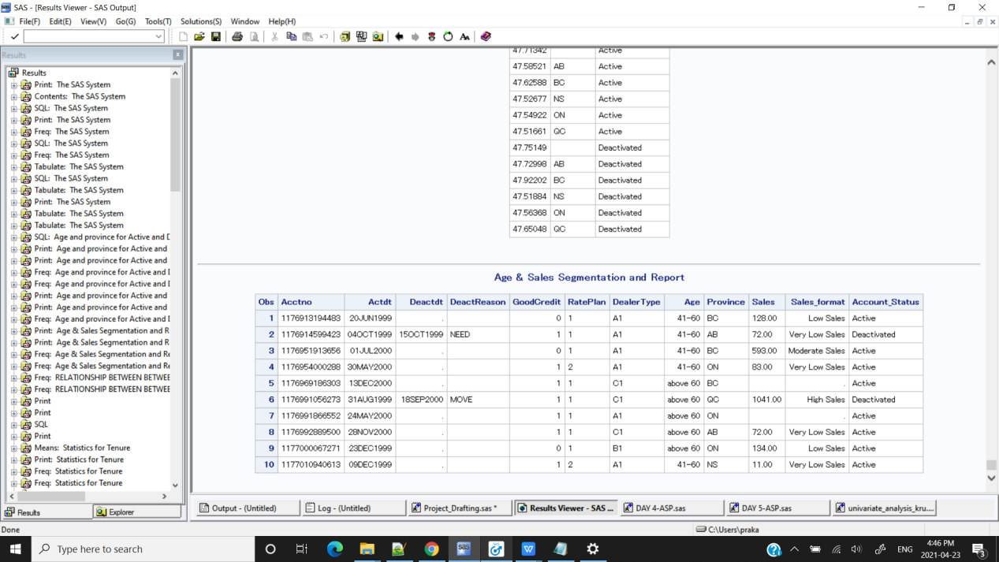 SAS - [Results Viewer - SAS Output]
File(F) Edit(E) View(V) Go(G) Tools(T) Solutions(S) Window Help(H)
Results
Results
Print: The SAS System
Contents: The SAS System
SQL: The SAS System
Print: The SAS System
Freq: The SAS System
SQL: The SAS System
Freq: The SAS System
Tabulate: The SAS System
SQL: The SAS System
Tabulate: The SAS System
Print: The SAS System
Tabulate: The SAS System
Tabulate: The SAS System
SQL: Age and province for Active and D
Print: Age and province for Active and
Print: Age and province for Active and
Freq: Age and province for Active and D
Freq: Age and province for Active and D
Print: Age and province for Active and
Print: Age and province for Active and
Freq: Age and province for Active and D
Print: Age & Sales Segmentation and R
Print: Age & Sales Segmentation and R
Freq: Age & Sales Segmentation and Re
Freq: Age & Sales Segmentation and Re
Freq: RELATIONSHIP BETWEEN BETWEE
Freq: RELATIONSHIP BETWEEN BETWEE
Print
Print
SQL
Print
Means: Statistics for Tenure
Print: Statistics for Tenure
Freq: Statistics for Tenure
Freq: Statistics for Tenure
Results Explorer
47.71342 Active
47.58521 AB Active
47.62588 BC Active
47.52677 NS Active
47.54922 ON Active
47.51661 QC Active
47.75149 Deactivated
47.72998 AB Deactivated
47.92202 BC Deactivated
47.51884 NS Deactivated
47.56368 ON Deactivated
47.65048 QC Deactivated
Age & Sales Segmentation and Report
Obs Acctno Actdt Deactdt DeactReason GoodCredit RatePlan DealerType Age Province Sales Sales_format Account_Status
1 1176913194483 20JUN1999 . 0 1 A1 41-60 BC 128.00 Low Sales Active
2 1176914599423 04OCT1999 15OCT1999 NEED 1 1 A1 41-60 AB 72.00 Very Low Sales Deactivated
3 1176951913656 01JUL2000 . 0 1 A1 41-60 BC 593.00 Moderate Sales Active
4 1176954000288 30MAY2000 . 1 2 A1 41-60 ON 83.00 Very Low Sales Active
5 1176969186303 13DEC2000 . 1 1 C1 above 60 BC . Active
6 1176991056273 31AUG1999 18SEP2000 MOVE 1 1 C1 above 60 QC 1041.00 High Sales Deactivated
7 1176991866552 24MAY2000 . 1 1 A1 above 60 ON . Active
8 1176992889500 28NOV2000 . 1 1 C1 above 60 AB 72.00 Very Low Sales Active
9 1177000067271 23DEC1999 . 0 1 B1 above 60 ON 134.00 Low Sales Active
10 1177010940613 09DEC1999 . 1 2 A1 41-60 NS 11.00 Very Low Sales Active
Output - (Untitled) Log - (Untitled) Project_Drafting.sas * Results Viewer - SAS ... DAY 4-ASP.sas DAY 5-ASP.sas univariate_analysis_kru....
Done C:\Users\praka
Type here to search
ENG 4:46 PM
2021-04-23
3